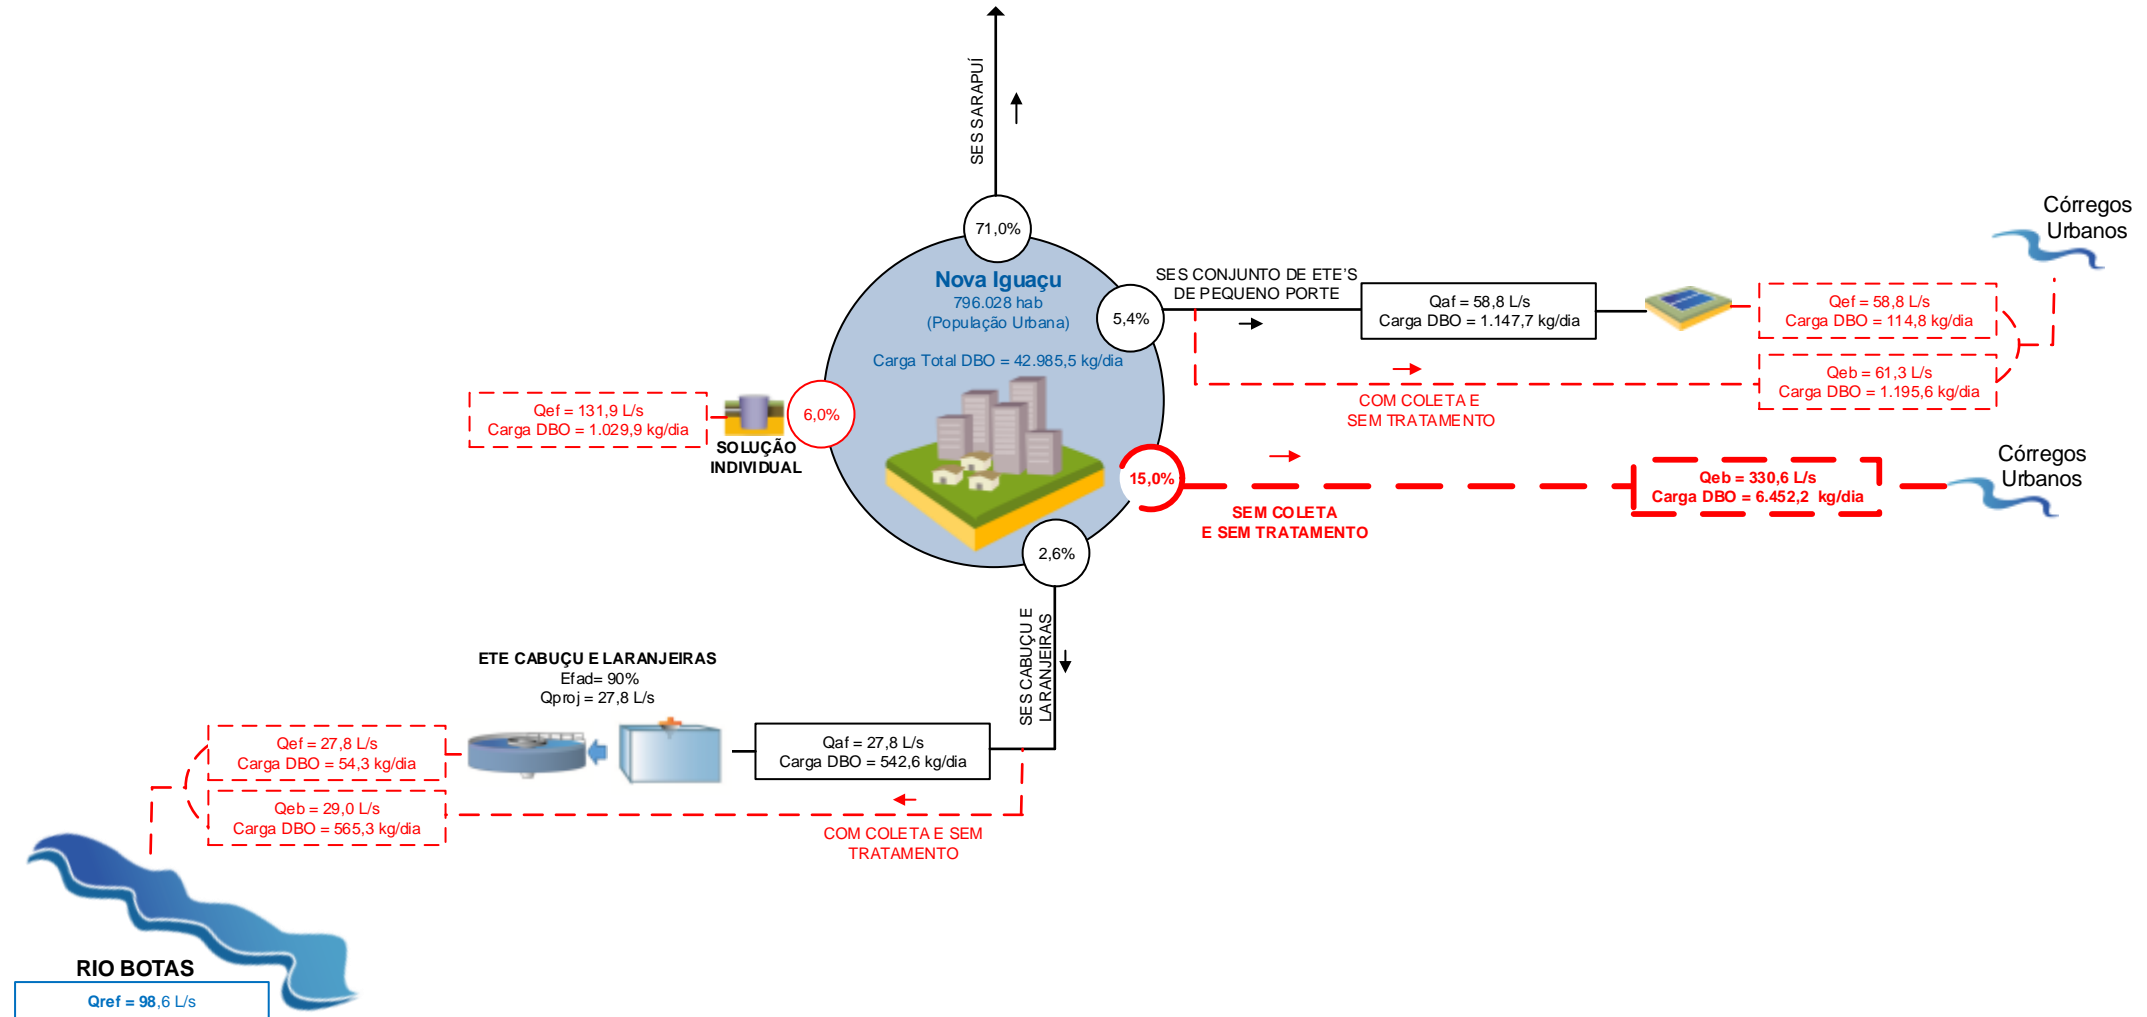 SES SARAPUÍ
71,0%
Nova Iguaçu
796.028 hab
(População Urbana)
Carga Total DBO = 42.985,5 kg/dia
5,4%
SES CONJUNTO DE ETE'S
DE PEQUENO PORTE
Qaf = 58,8 L/s
Carga DBO = 1.147,7 kg/dia
Qef = 58,8 L/s
Carga DBO = 114,8 kg/dia
Qeb = 61,3 L/s
Carga DBO = 1.195,6 kg/dia
Córregos
Urbanos
COM COLETA E
SEM TRATAMENTO
6,0%
Qef = 131,9 L/s
Carga DBO = 1.029,9 kg/dia
SOLUÇÃO
INDIVIDUAL
15,0%
SEM COLETA
E SEM TRATAMENTO
Qeb = 330,6 L/s
Carga DBO = 6.452,2 kg/dia
Córregos
Urbanos
2,6%
SES CABUÇU E
LARANJEIRAS
ETE CABUÇU E LARANJEIRAS
Efad= 90%
Qproj = 27,8 L/s
Qaf = 27,8 L/s
Carga DBO = 542,6 kg/dia
Qef = 27,8 L/s
Carga DBO = 54,3 kg/dia
Qeb = 29,0 L/s
Carga DBO = 565,3 kg/dia
COM COLETA E SEM
TRATAMENTO
RIO BOTAS
Qref = 98,6 L/s